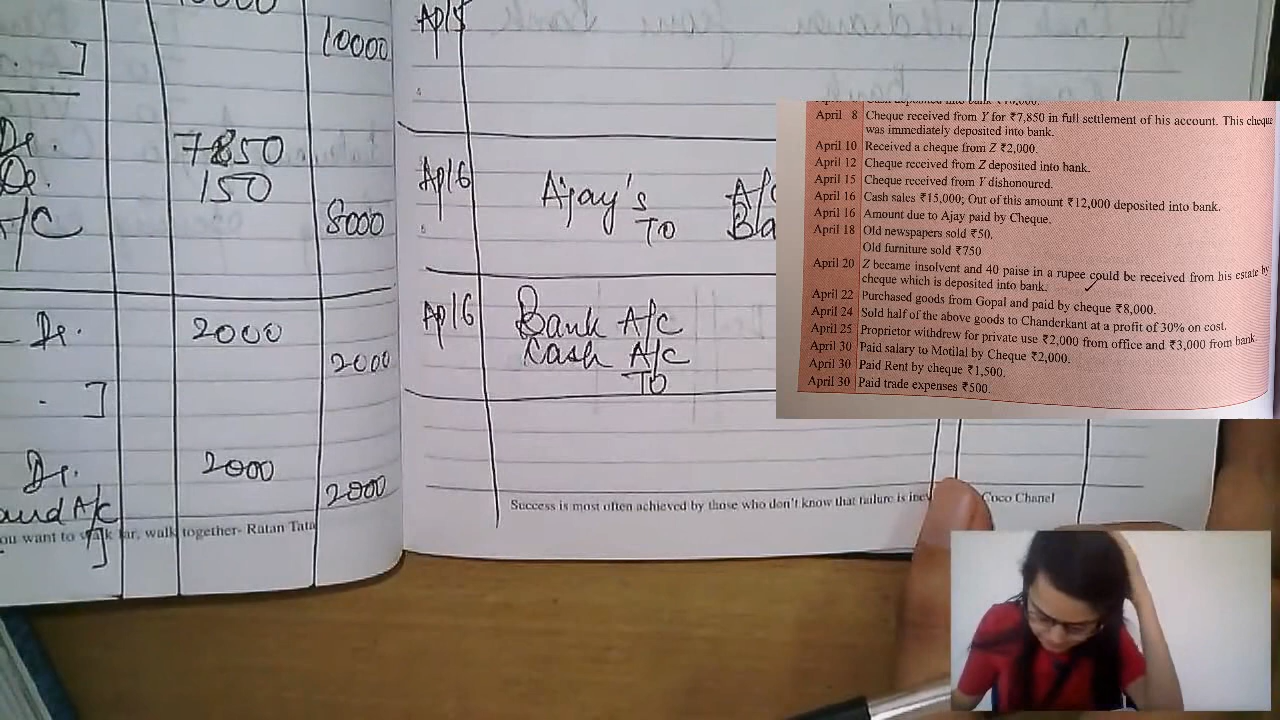 10000
]
Dr. 7850
Dr. 150
A/C 8000
Dr. 2000
2000
. ]
Dr. 2000
and A/c 2000
ou want to walk far, walk together- Ratan Tata
]
Ap15
Ap16 Ajay's A/c
To Ba
Ap16 Bank A/c
Cash A/c
To
Success is most often achieved by those who don't know that failure is inev Coco Chanel
April 8 Cheque received from Y for ₹7,850 in full settlement of his account. This cheque
was immediately deposited into bank.
April 10 Received a cheque from Z ₹2,000.
April 12 Cheque received from Z deposited into bank.
April 15 Cheque received from Y dishonoured.
April 16 Cash sales ₹15,000; Out of this amount ₹12,000 deposited into bank.
April 16 Amount due to Ajay paid by Cheque.
April 18 Old newspapers sold ₹50.
Old furniture sold ₹750
April 20 Z became insolvent and 40 paise in a rupee could be received from his estate by
cheque which is deposited into bank.
April 22 Purchased goods from Gopal and paid by cheque ₹8,000.
April 24 Sold half of the above goods to Chanderkant at a profit of 30% on cost.
April 25 Proprietor withdrew for private use ₹2,000 from office and ₹3,000 from bank.
April 30 Paid salary to Motilal by Cheque ₹2,000.
April 30 Paid Rent by cheque ₹1,500.
April 30 Paid trade expenses ₹500.